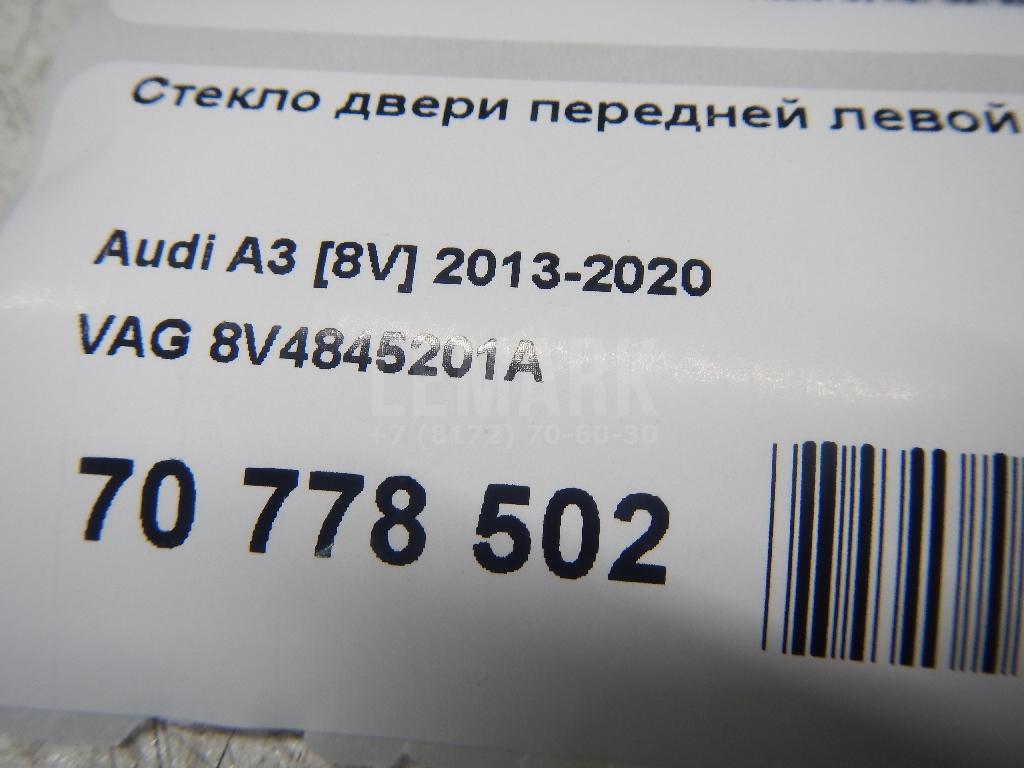 Стекло двери передней левой
Audi A3 [8V] 2013-2020
VAG 8V4845201A
LEMARK
+7 (8172) 70-60-30
70 778 502